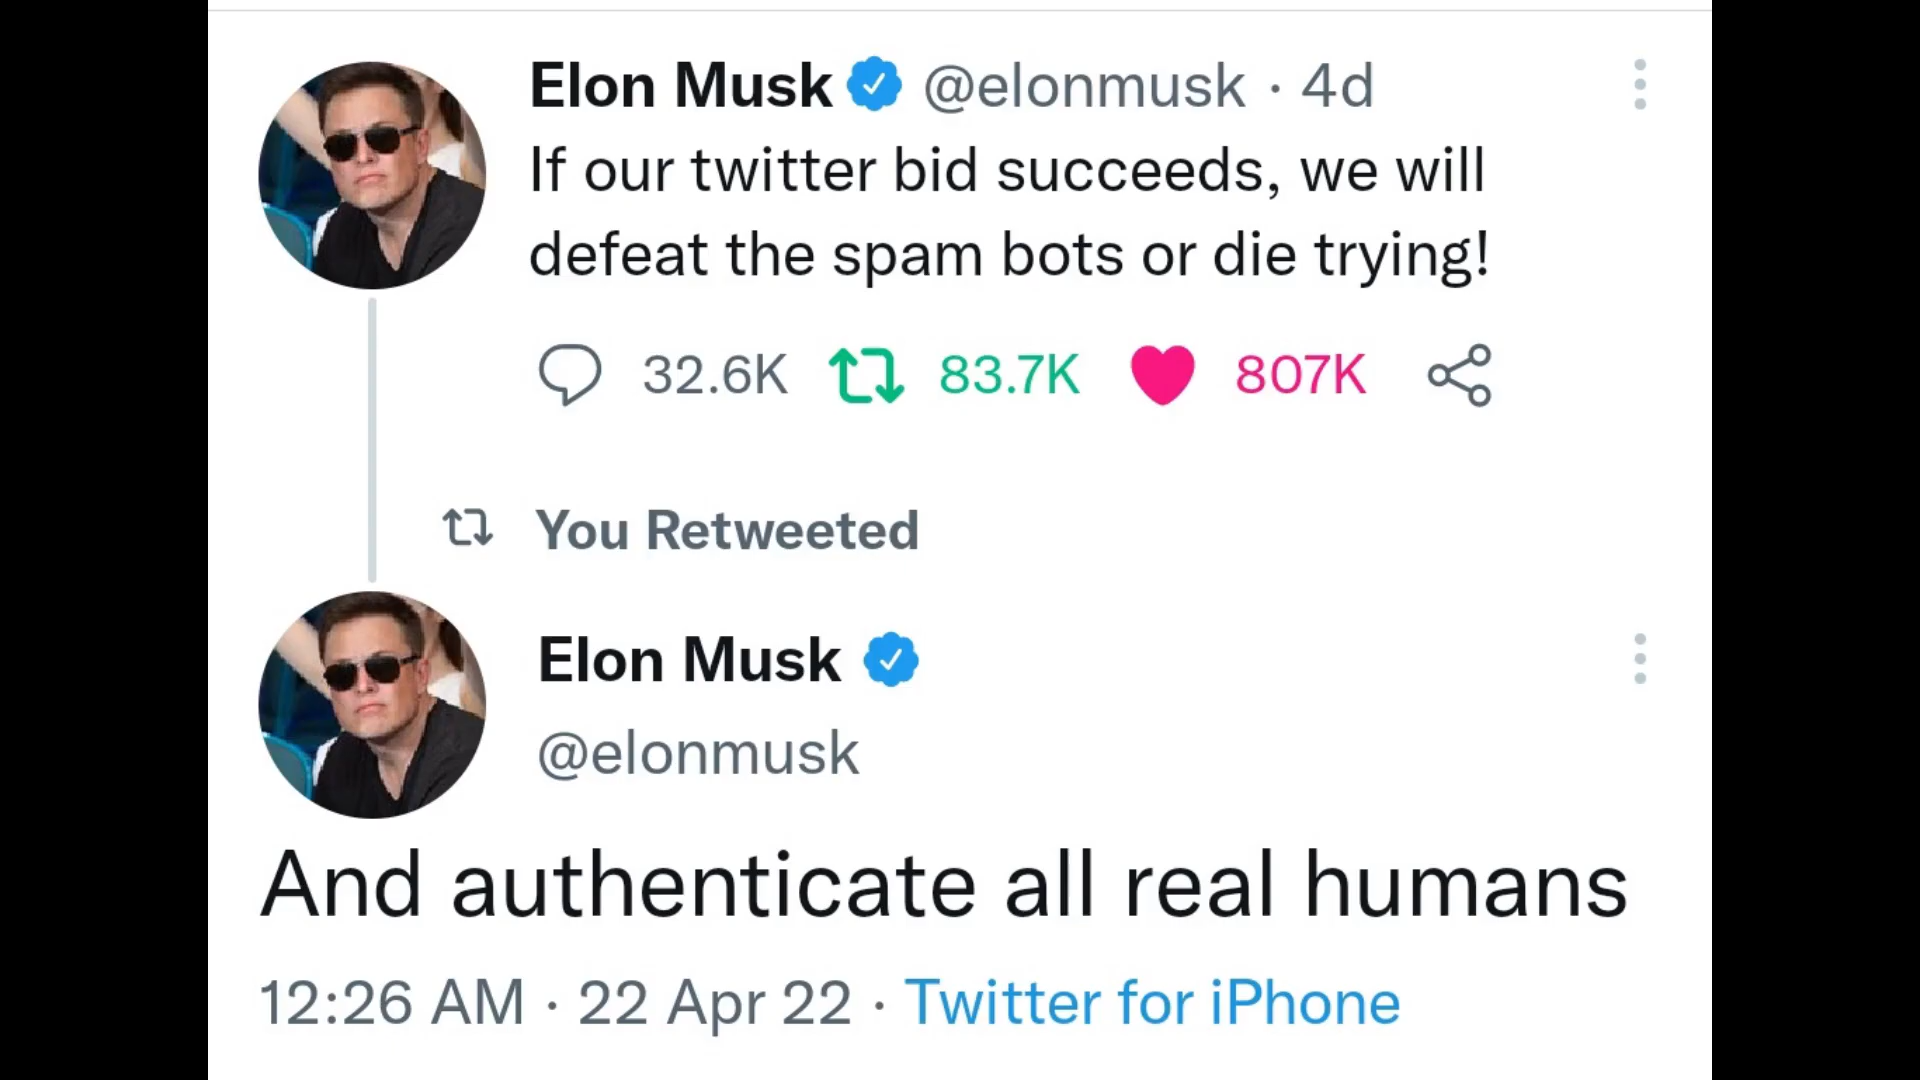 Elon Musk @elonmusk · 4d
If our twitter bid succeeds, we will
defeat the spam bots or die trying!
32.6K 83.7K 807K
You Retweeted
Elon Musk
@elonmusk
And authenticate all real humans
12:26 AM · 22 Apr 22 · Twitter for iPhone